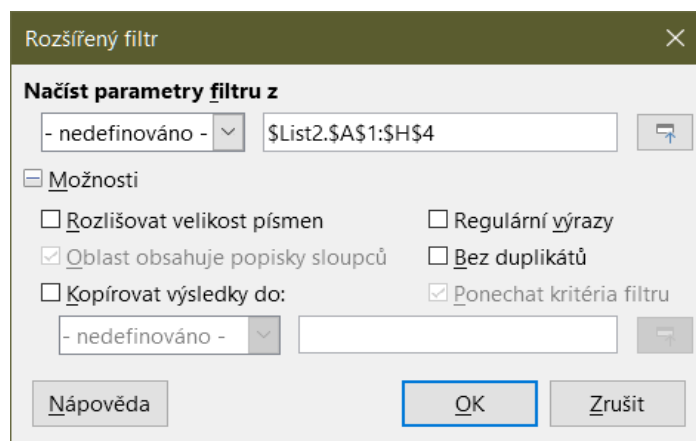 Rozšířený filtr
Načíst parametry filtru z
- nedefinováno - $List2.$A$1:$H$4
Možnosti
Rozlišovat velikost písmen Regulární výrazy
Oblast obsahuje popisky sloupců Bez duplikátů
Kopírovat výsledky do: Ponechat kritéria filtru
- nedefinováno -
Nápověda OK Zrušit